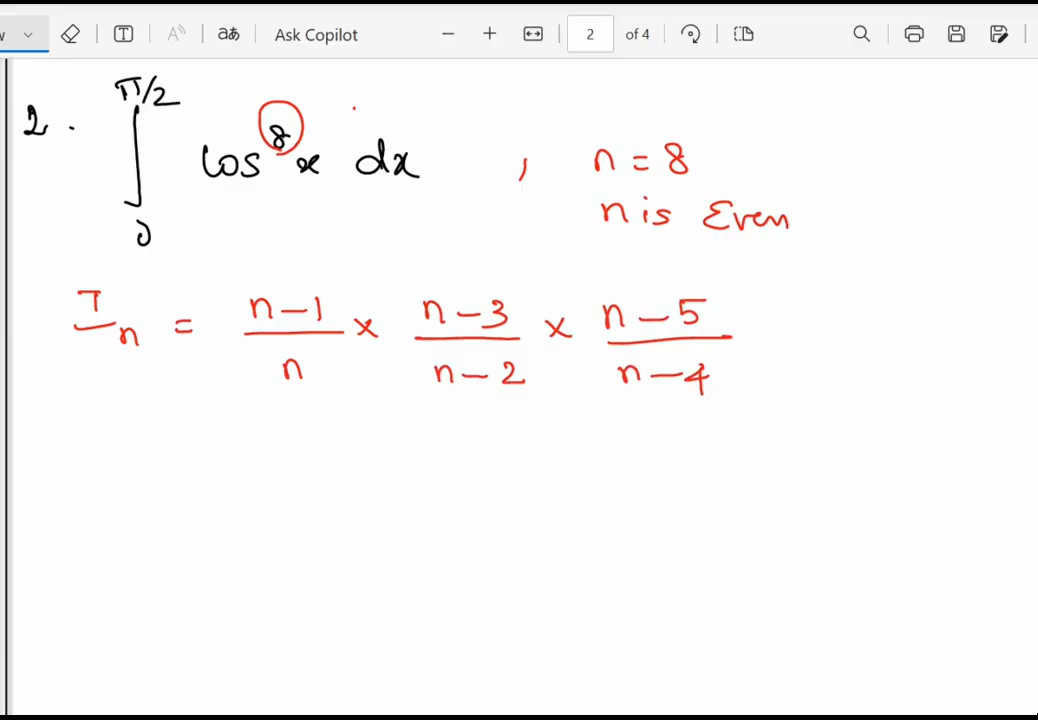 Ask Copilot 2 of 4
2. ∫₀^{π/2} cos⁸x dx , n = 8
n is Even
Iₙ = (n-1)/n × (n-3)/(n-2) × (n-5)/(n-4)